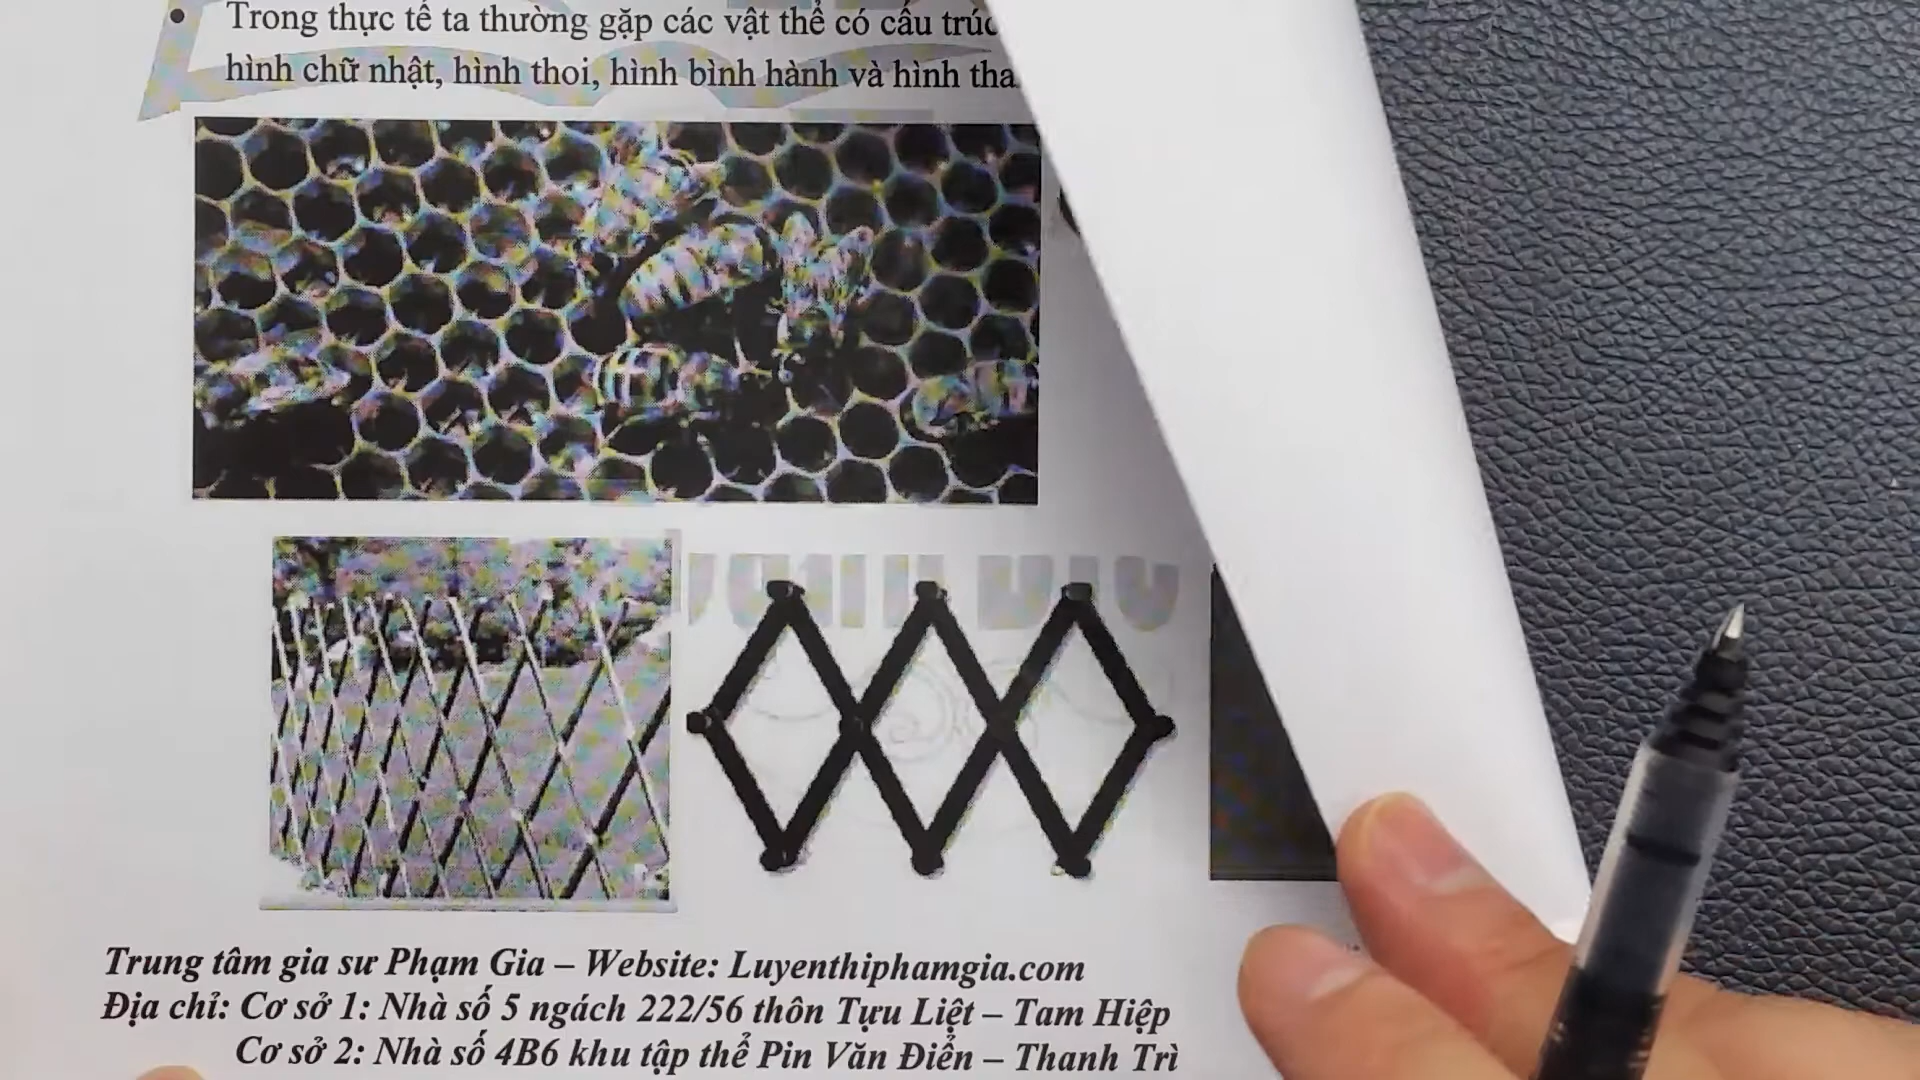 Trong thực tế ta thường gặp các vật thể có cấu trúc
hình chữ nhật, hình thoi, hình bình hành và hình
Trung tâm gia sư Phạm Gia – Website: Luyenthiphamgia.com
Địa chỉ: Cơ sở 1: Nhà số 5 ngách 222/56 thôn Tựu Liệt – Tam Hiệp
Cơ sở 2: Nhà số 4B6 khu tập thể Pin Văn Điển – Thanh Trì